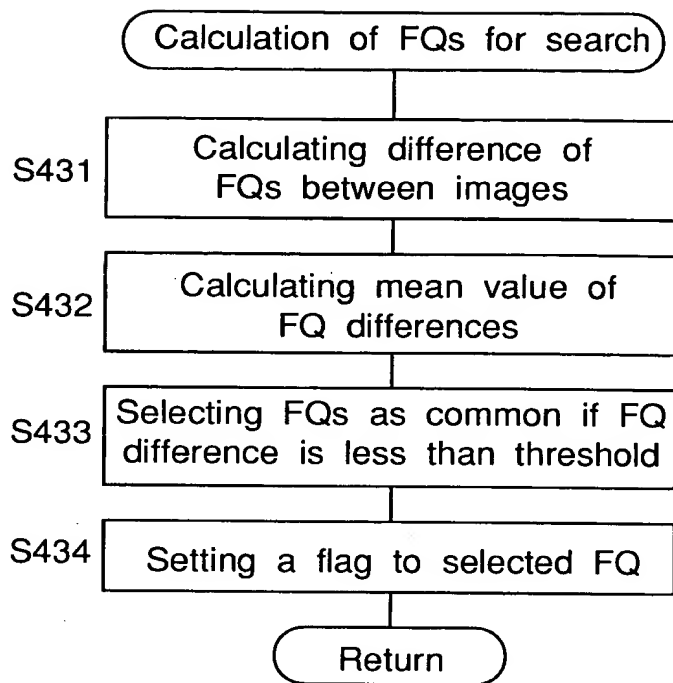 Calculation of FQs for search
S431
Calculating difference of
FQs between images
S432
Calculating mean value of
FQ differences
S433
Selecting FQs as common if FQ
difference is less than threshold
S434
Setting a flag to selected FQ
Return